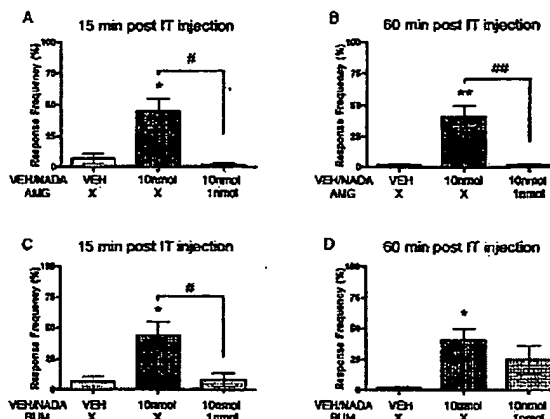 A 15 min post IT injection
#
*
Response Frequency (%)
100
75
50
25
0
VEH/NADA VEH 10nmol 10nmol
AMG X X 1nmol
B 60 min post IT injection
##
**
Response Frequency (%)
100
75
50
25
0
VEH/NADA VEH 10nmol 10nmol
AMG X X 1nmol
C 15 min post IT injection
#
*
Response Frequency (%)
100
75
50
25
0
VEH/NADA VEH 10nmol 10nmol
BUM X X 1nmol
D 60 min post IT injection
*
Response Frequency (%)
100
75
50
25
0
VEH/NADA VEH 10nmol 10nmol
BUM X X